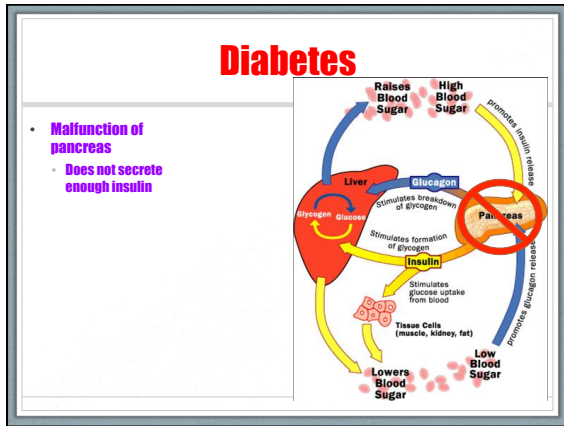 Diabetes
• Malfunction of
pancreas
• Does not secrete
enough insulin
Raises
Blood
Sugar
High
Blood
Sugar
promotes insulin release
Liver
Glucagon
Stimulates breakdown
of glycogen
Glycogen
Glucose
Pancreas
Stimulates formation
of glycogen
Insulin
Stimulates
glucose uptake
from blood
promotes glucagon release
Tissue Cells
(muscle, kidney, fat)
Lowers
Blood
Sugar
Low
Blood
Sugar